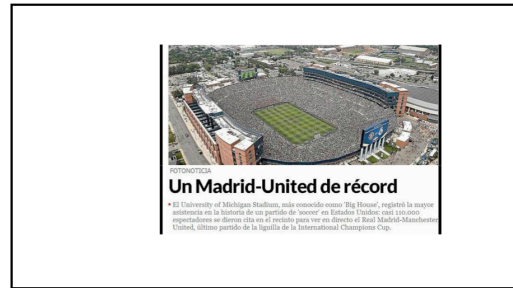 FOTONOTICIA
Un Madrid-United de récord
El University of Michigan Stadium, más conocido como 'Big House', registró la mayor
asistencia en la historia de un partido de 'soccer' en Estados Unidos: casi 110.000
espectadores se dieron cita en el recinto para ver en directo el Real Madrid-Manchester
United, último partido de la liguilla de la International Champions Cup.